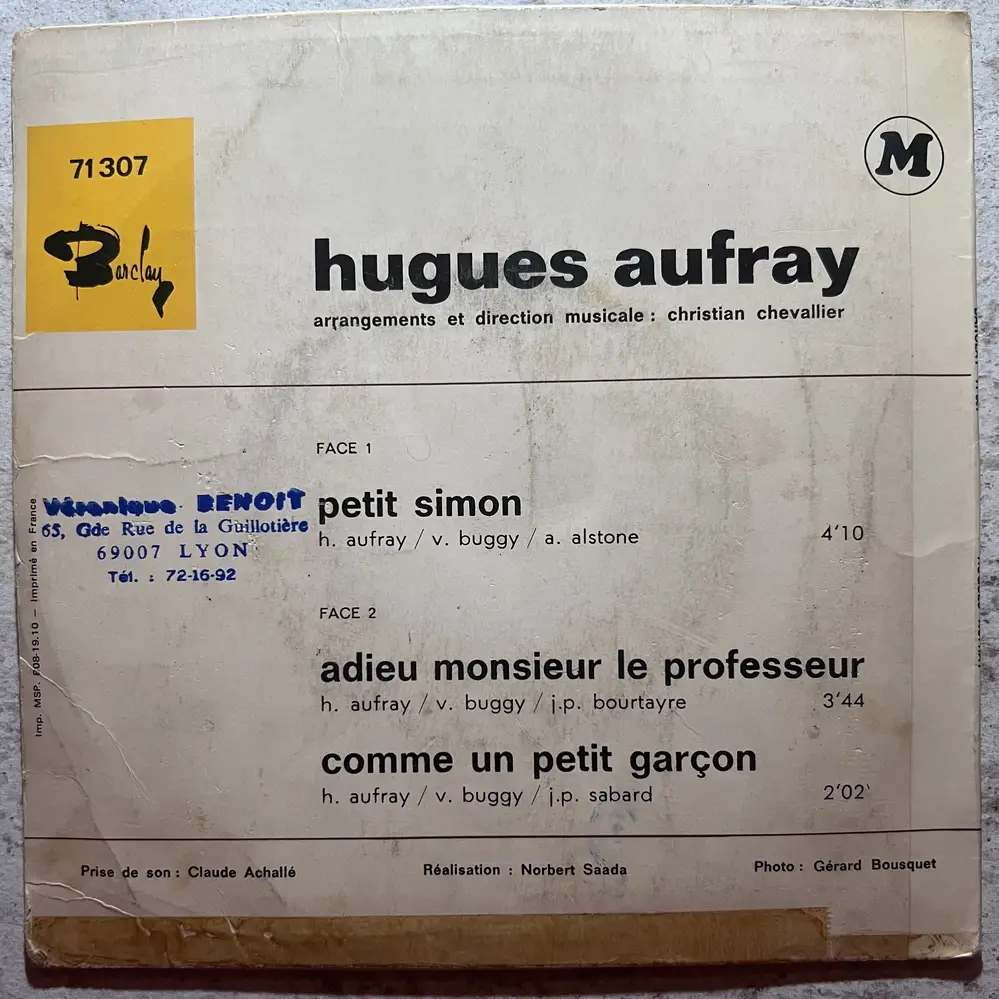 71307
Barclay
M
hugues aufray
arrangements et direction musicale : christian chevallier
FACE 1
petit simon
h. aufray / v. buggy / a. alstone 4'10
Véronique BENOIT
65, Gde Rue de la Guillotière
69007 LYON
Tél. : 72-16-92
FACE 2
adieu monsieur le professeur
h. aufray / v. buggy / j.p. bourtayre 3'44
comme un petit garçon
h. aufray / v. buggy / j.p. sabard 2'02
Imp. MSP. F08-19.10 — Imprimé en France
Prise de son : Claude Achallé
Réalisation : Norbert Saada
Photo : Gérard Bousquet